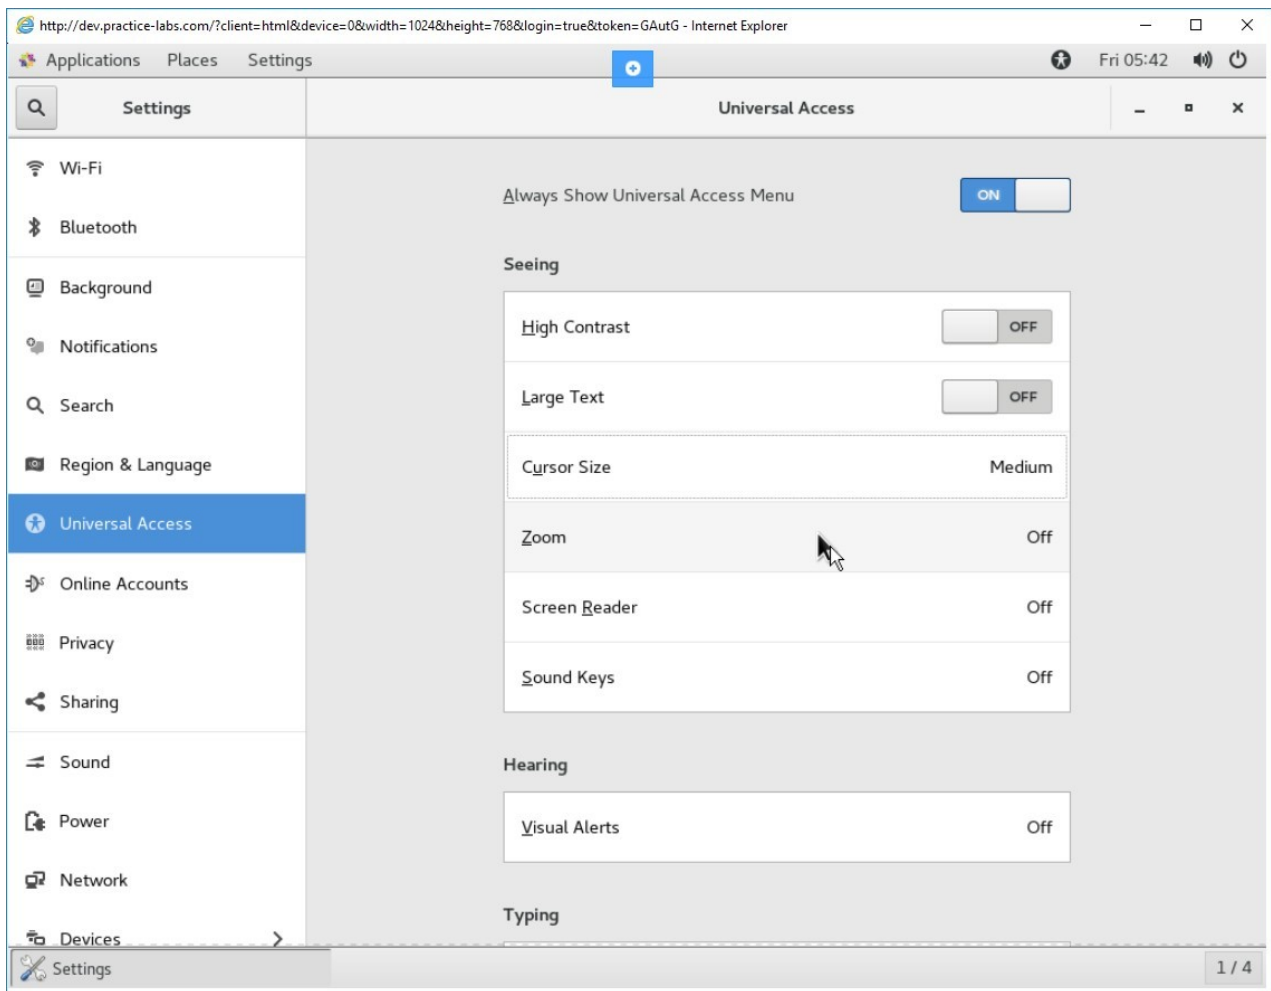 http://dev.practice-labs.com/?client=html&device=0&width=1024&height=768&login=true&token=GAutG - Internet Explorer
Applications Places Settings Fri 05:42
Settings Universal Access
Wi-Fi
Bluetooth
Background
Notifications
Search
Region & Language
Universal Access
Online Accounts
Privacy
Sharing
Sound
Power
Network
Devices
Always Show Universal Access Menu ON
Seeing
High Contrast OFF
Large Text OFF
Cursor Size Medium
Zoom Off
Screen Reader Off
Sound Keys Off
Hearing
Visual Alerts Off
Typing
Settings 1 / 4